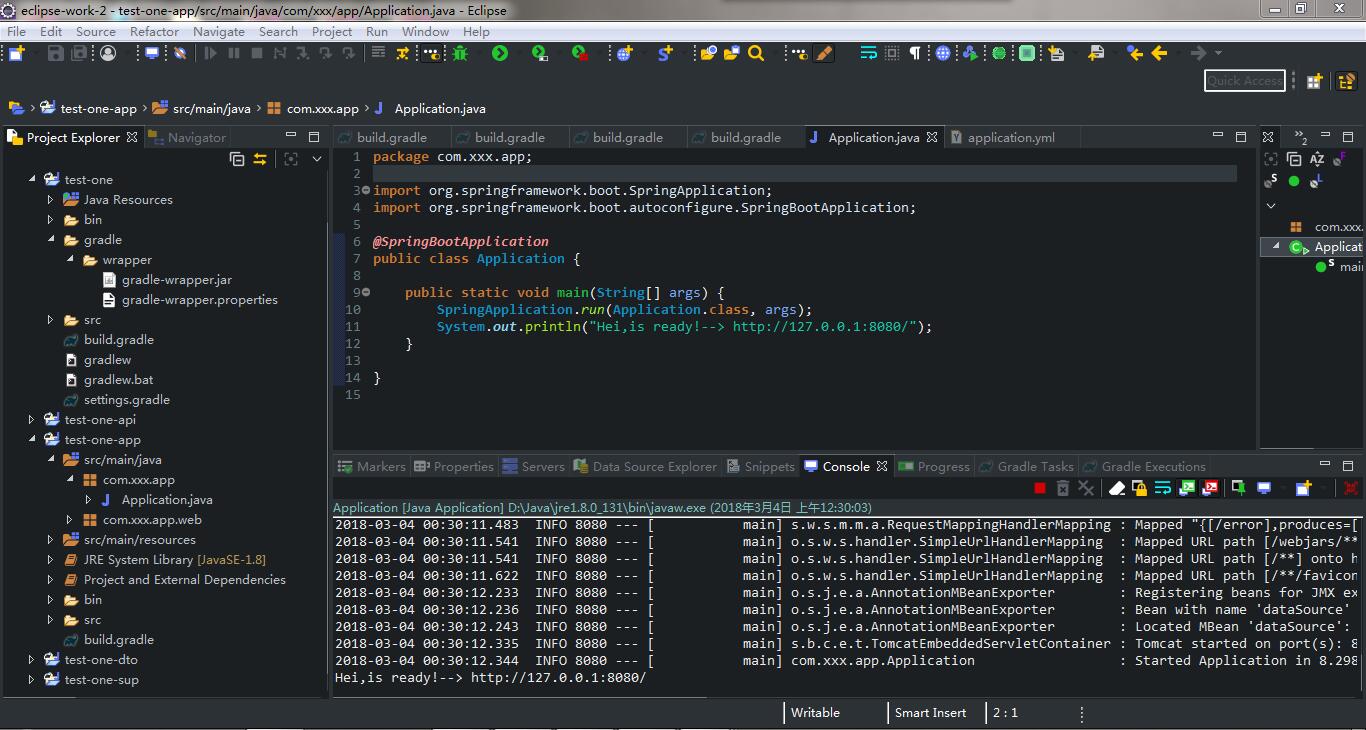 eclipse-work-2 - test-one-app/src/main/java/com/xxx/app/Application.java - Eclipse
File Edit Source Refactor Navigate Search Project Run Window Help
Quick Access
test-one-app src/main/java com.xxx.app Application.java
Project Explorer Navigator
test-one
Java Resources
bin
gradle
wrapper
gradle-wrapper.jar
gradle-wrapper.properties
src
build.gradle
gradlew
gradlew.bat
settings.gradle
test-one-api
test-one-app
src/main/java
com.xxx.app
Application.java
com.xxx.app.web
src/main/resources
JRE System Library [JavaSE-1.8]
Project and External Dependencies
bin
src
build.gradle
test-one-dto
test-one-sup
build.gradle build.gradle build.gradle build.gradle Application.java application.yml
1 package com.xxx.app;
2
3 import org.springframework.boot.SpringApplication;
4 import org.springframework.boot.autoconfigure.SpringBootApplication;
5
6 @SpringBootApplication
7 public class Application {
8
9 public static void main(String[] args) {
10 SpringApplication.run(Application.class, args);
11 System.out.println("Hei,is ready!--> http://127.0.0.1:8080/");
12 }
13
14 }
15
com.xxx.
Applicat
mai
Markers Properties Servers Data Source Explorer Snippets Console Progress Gradle Tasks Gradle Executions
Application [Java Application] D:\Java\jre1.8.0_131\bin\javaw.exe (2018年3月4日 上午12:30:03)
2018-03-04 00:30:11.483 INFO 8080 --- [ main] s.w.s.m.m.a.RequestMappingHandlerMapping : Mapped "{[/error],produces=[
2018-03-04 00:30:11.541 INFO 8080 --- [ main] o.s.w.s.handler.SimpleUrlHandlerMapping : Mapped URL path [/webjars/**
2018-03-04 00:30:11.541 INFO 8080 --- [ main] o.s.w.s.handler.SimpleUrlHandlerMapping : Mapped URL path [/**] onto h
2018-03-04 00:30:11.622 INFO 8080 --- [ main] o.s.w.s.handler.SimpleUrlHandlerMapping : Mapped URL path [/**/favicon
2018-03-04 00:30:12.233 INFO 8080 --- [ main] o.s.j.e.a.AnnotationMBeanExporter : Registering beans for JMX ex
2018-03-04 00:30:12.236 INFO 8080 --- [ main] o.s.j.e.a.AnnotationMBeanExporter : Bean with name 'dataSource'
2018-03-04 00:30:12.243 INFO 8080 --- [ main] o.s.j.e.a.AnnotationMBeanExporter : Located MBean 'dataSource':
2018-03-04 00:30:12.335 INFO 8080 --- [ main] s.b.c.e.t.TomcatEmbeddedServletContainer : Tomcat started on port(s): 8
2018-03-04 00:30:12.344 INFO 8080 --- [ main] com.xxx.app.Application : Started Application in 8.298
Hei,is ready!--> http://127.0.0.1:8080/
Writable Smart Insert 2 : 1